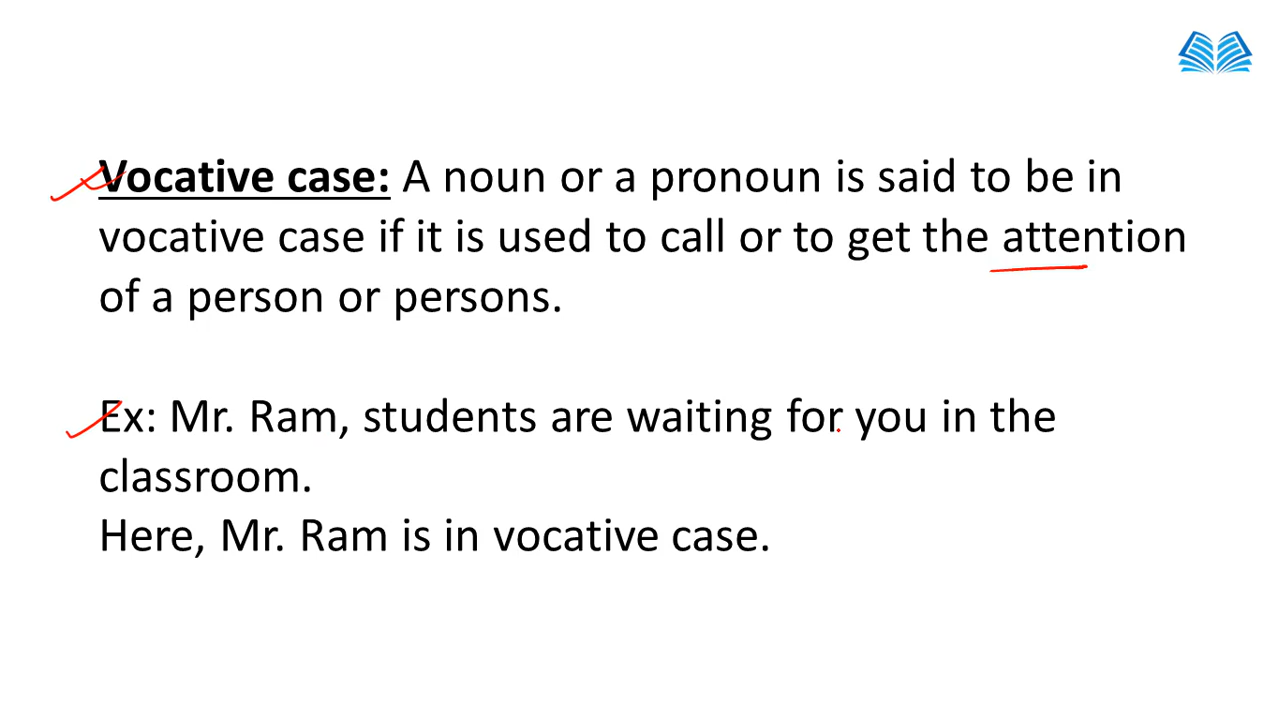 Vocative case: A noun or a pronoun is said to be in
vocative case if it is used to call or to get the attention
of a person or persons.
Ex: Mr. Ram, students are waiting for you in the
classroom.
Here, Mr. Ram is in vocative case.